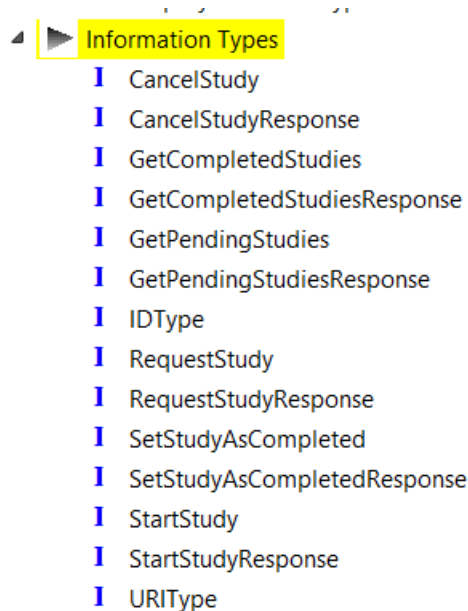 Information Types
I CancelStudy
I CancelStudyResponse
I GetCompletedStudies
I GetCompletedStudiesResponse
I GetPendingStudies
I GetPendingStudiesResponse
I IDType
I RequestStudy
I RequestStudyResponse
I SetStudyAsCompleted
I SetStudyAsCompletedResponse
I StartStudy
I StartStudyResponse
I URIType